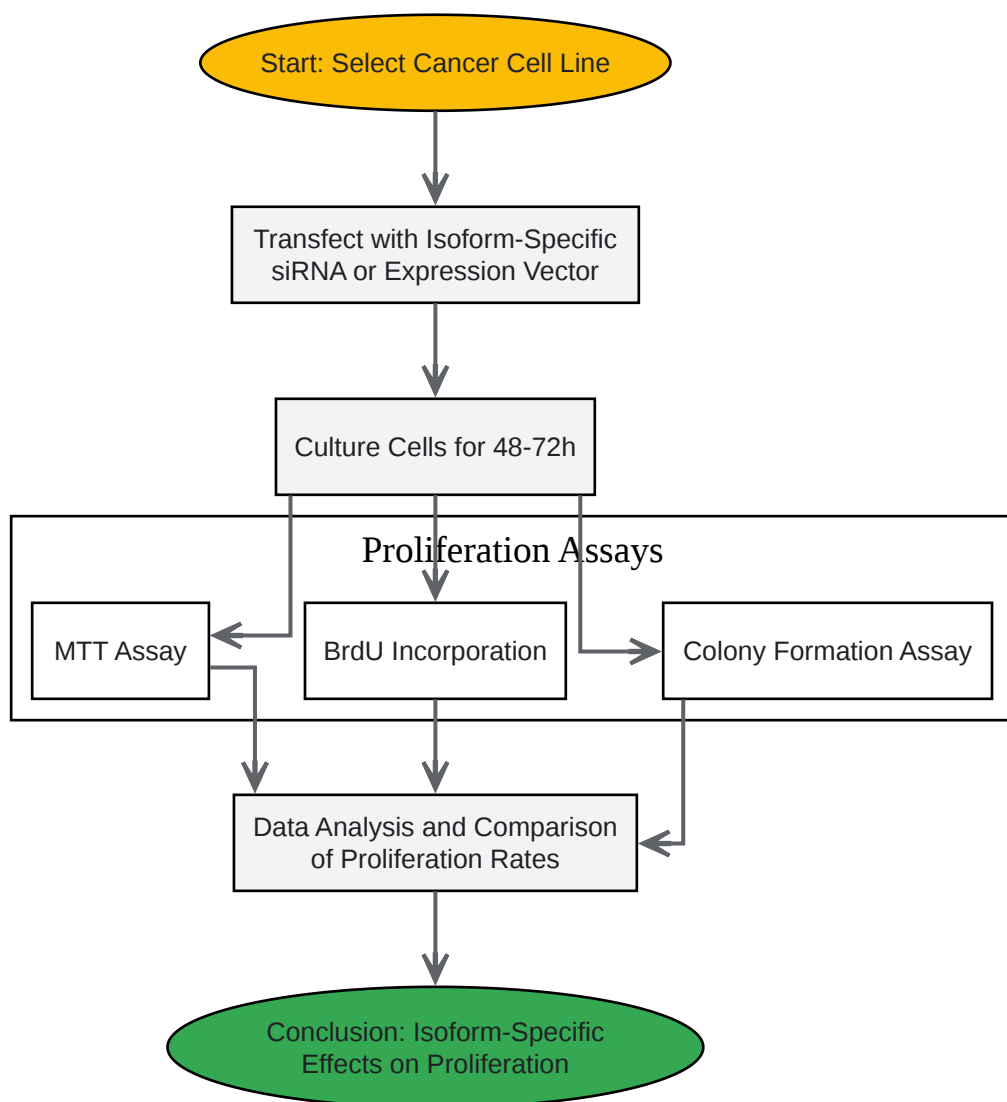 Start: Select Cancer Cell Line
Transfect with Isoform-Specific
siRNA or Expression Vector
Culture Cells for 48-72h
Proliferation Assays
MTT Assay
BrdU Incorporation
Colony Formation Assay
Data Analysis and Comparison
of Proliferation Rates
Conclusion: Isoform-Specific
Effects on Proliferation